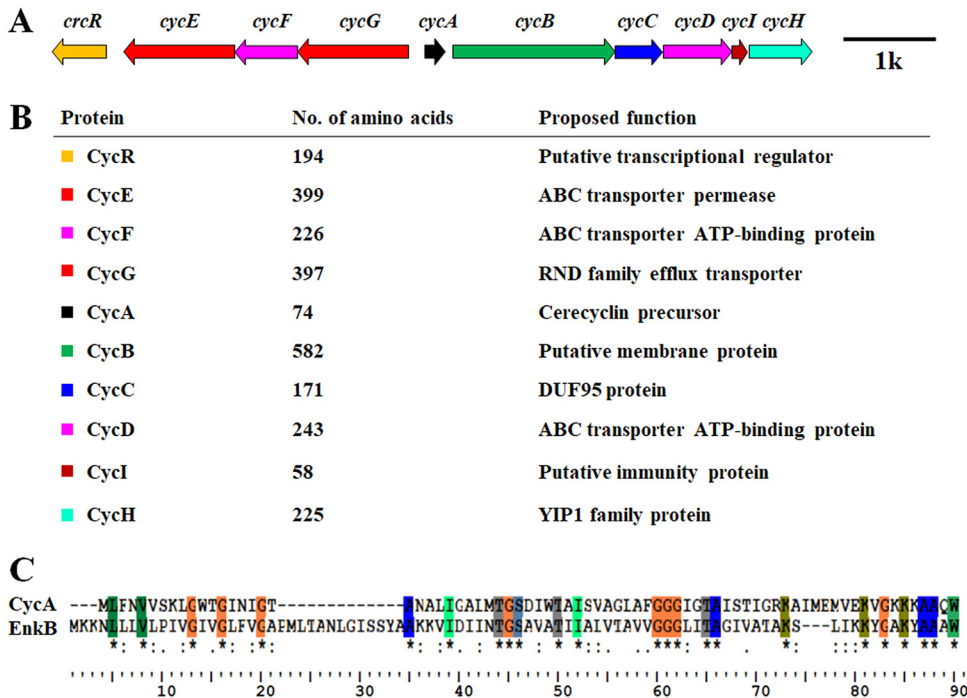 A
crcR cycE cycF cycG cycA cycB cycC cycD cycI cycH
1k
B
Protein No. of amino acids Proposed function
CycR 194 Putative transcriptional regulator
CycE 399 ABC transporter permease
CycF 226 ABC transporter ATP-binding protein
CycG 397 RND family efflux transporter
CycA 74 Cerecyclin precursor
CycB 582 Putative membrane protein
CycC 171 DUF95 protein
CycD 243 ABC transporter ATP-binding protein
CycI 58 Putative immunity protein
CycH 225 YIP1 family protein
C
CycA ---MLFNVVSKLGWTGINIGT-------------ANALIGALMTGSDIWTAISVAGLAFGGGIGTAISTIGRKAIMEMVEKVGKKKAAQW
EnkB MKKNLLLVLPIVGIVGLFVGAPMLTANLGISSYAAKKVIDIINTGSAVATIIALVTAVVGGGLITAGIVATAKS---LIKKYGAKYAAAW
10 20 30 40 50 60 70 80 90